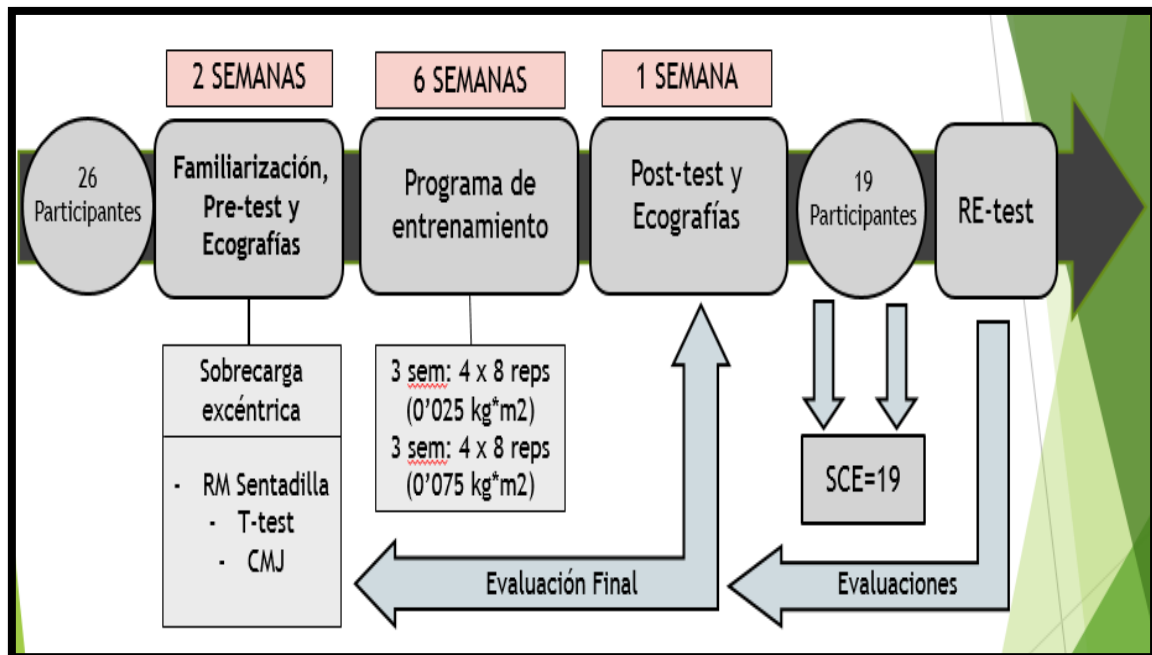 2 SEMANAS
6 SEMANAS
1 SEMANA
26
Participantes
Familiarización,
Pre-test y
Ecografías
Programa de
entrenamiento
Post-test y
Ecografías
19
Participantes
RE-test
Sobrecarga
excéntrica
- RM Sentadilla
- T-test
- CMJ
3 sem: 4 x 8 reps
(0'025 kg*m2)
3 sem: 4 x 8 reps
(0'075 kg*m2)
SCE=19
Evaluación Final
Evaluaciones